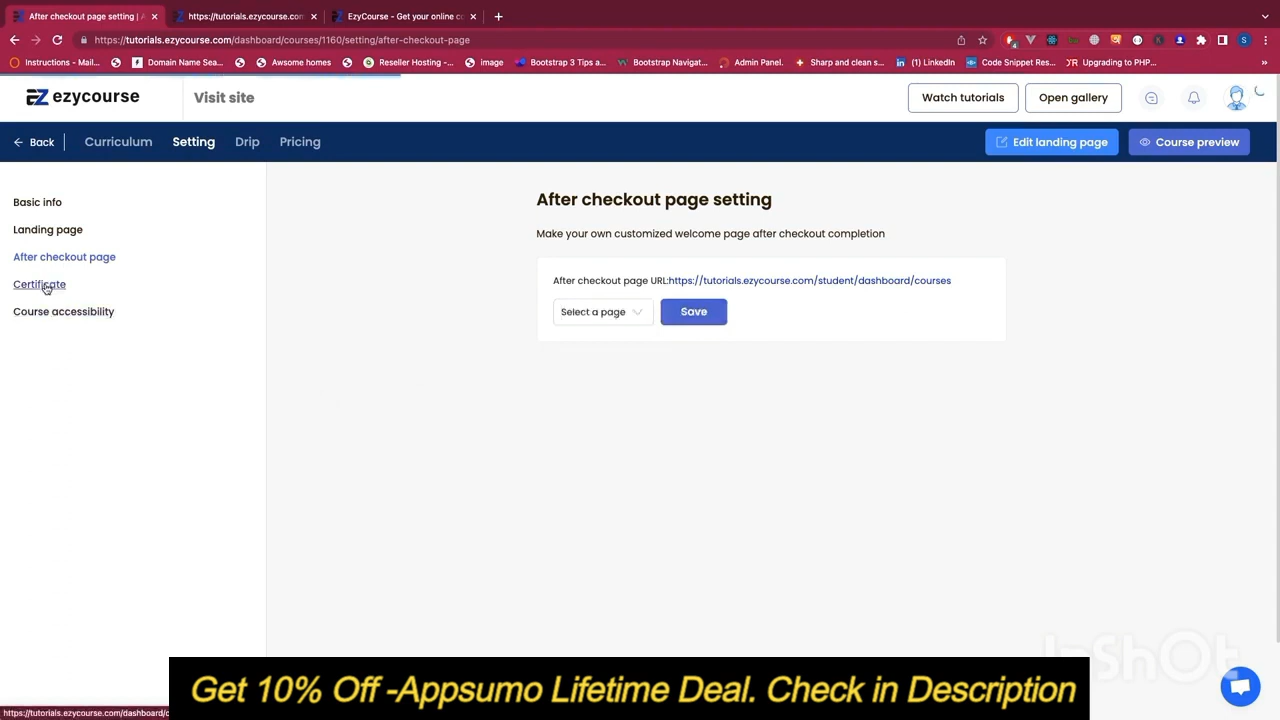 After checkout page setting | A
https://tutorials.ezycourse.com
EzyCourse - Get your online co
https://tutorials.ezycourse.com/dashboard/courses/1160/setting/after-checkout-page
Instructions - Mail...
Domain Name Sea...
Awsome homes
Reseller Hosting -...
image
Bootstrap 3 Tips a...
Bootstrap Navigat...
Admin Panel.
Sharp and clean s...
(1) LinkedIn
Code Snippet Res...
Upgrading to PHP...
ezycourse
Visit site
Watch tutorials
Open gallery
Back
Curriculum
Setting
Drip
Pricing
Edit landing page
Course preview
Basic info
Landing page
After checkout page
Certificate
Course accessibility
After checkout page setting
Make your own customized welcome page after checkout completion
After checkout page URL:https://tutorials.ezycourse.com/student/dashboard/courses
Select a page
Save
InShOt
Get 10% Off -Appsumo Lifetime Deal. Check in Description